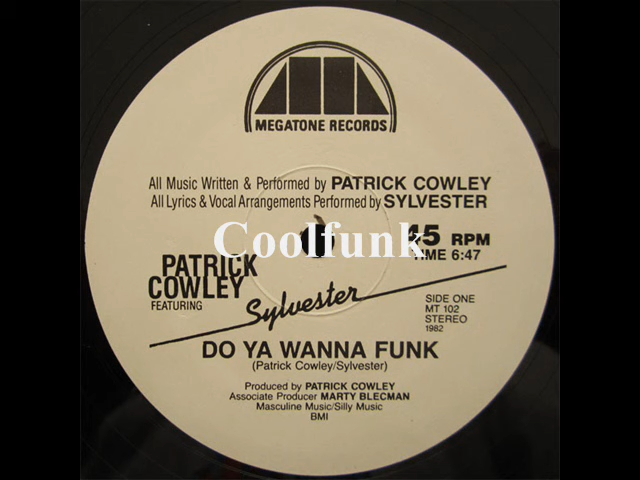 MEGATONE RECORDS
All Music Written & Performed by PATRICK COWLEY
All Lyrics & Vocal Arrangements Performed by SYLVESTER
Coolfunk
45 RPM
TIME 6:47
PATRICK
COWLEY
FEATURING
Sylvester
SIDE ONE
MT 102
STEREO
1982
DO YA WANNA FUNK
(Patrick Cowley/Sylvester)
Produced by PATRICK COWLEY
Associate Producer MARTY BLECMAN
Masculine Music/Silly Music
BMI